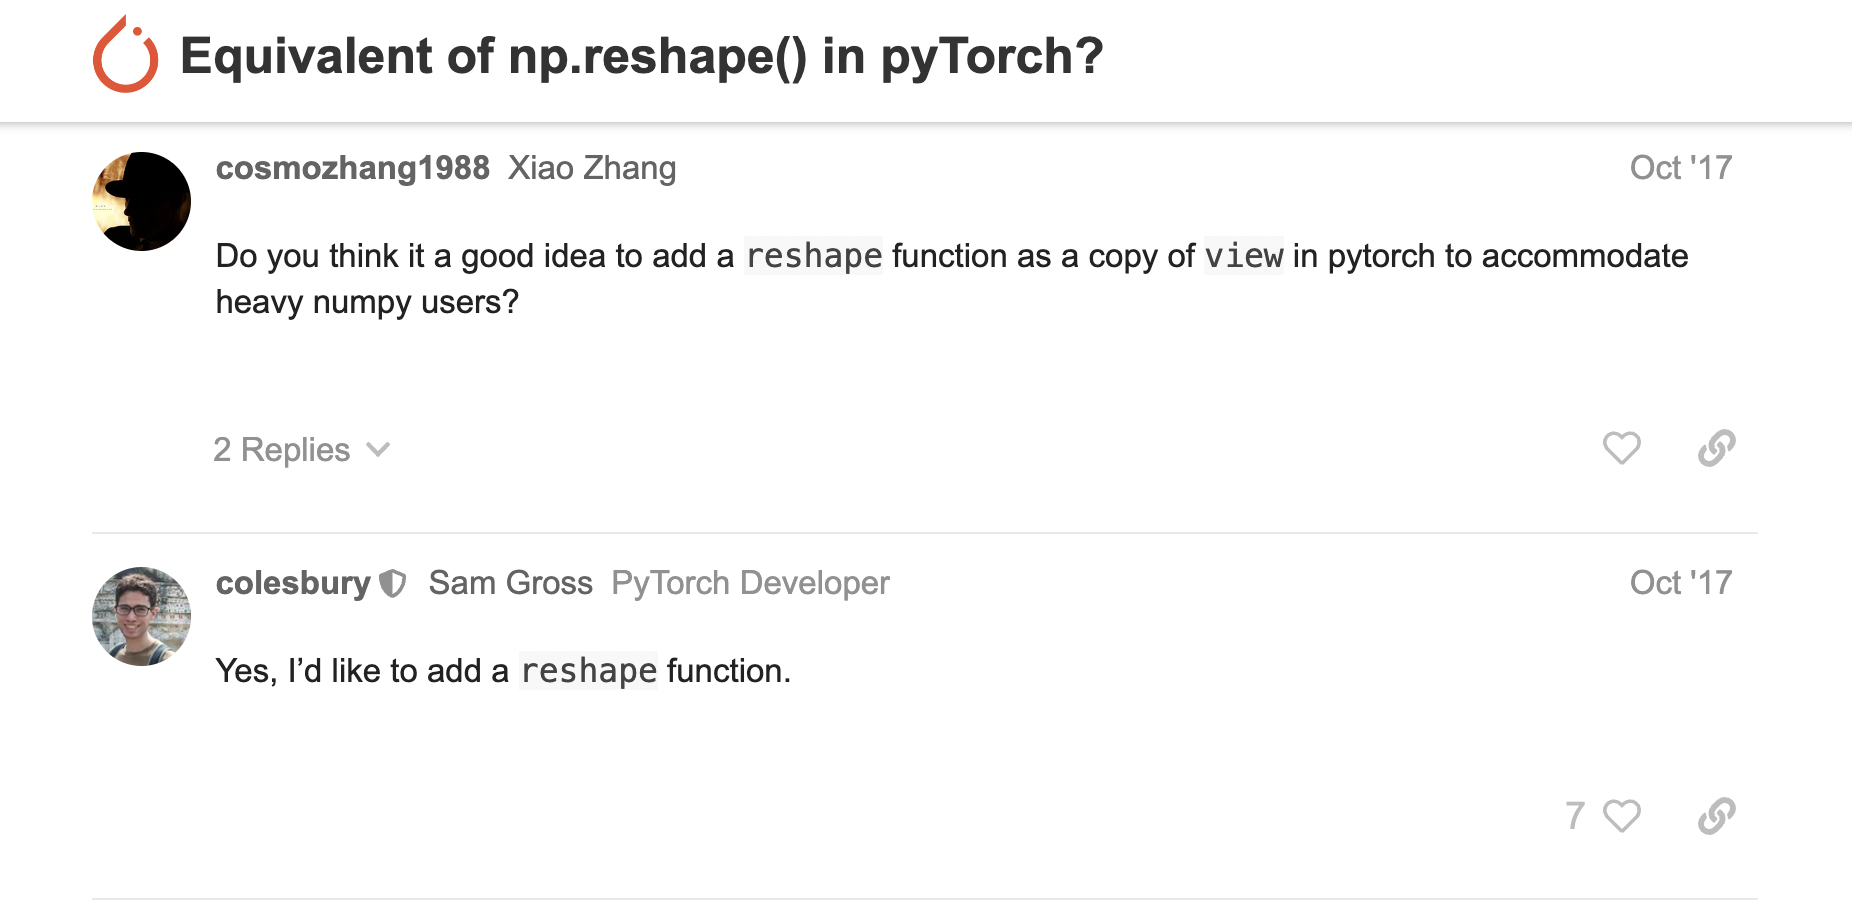 Equivalent of np.reshape() in pyTorch?
cosmozhang1988 Xiao Zhang Oct '17
Do you think it a good idea to add a reshape function as a copy of view in pytorch to accommodate
heavy numpy users?
2 Replies
colesbury Sam Gross PyTorch Developer Oct '17
Yes, I’d like to add a reshape function.
7